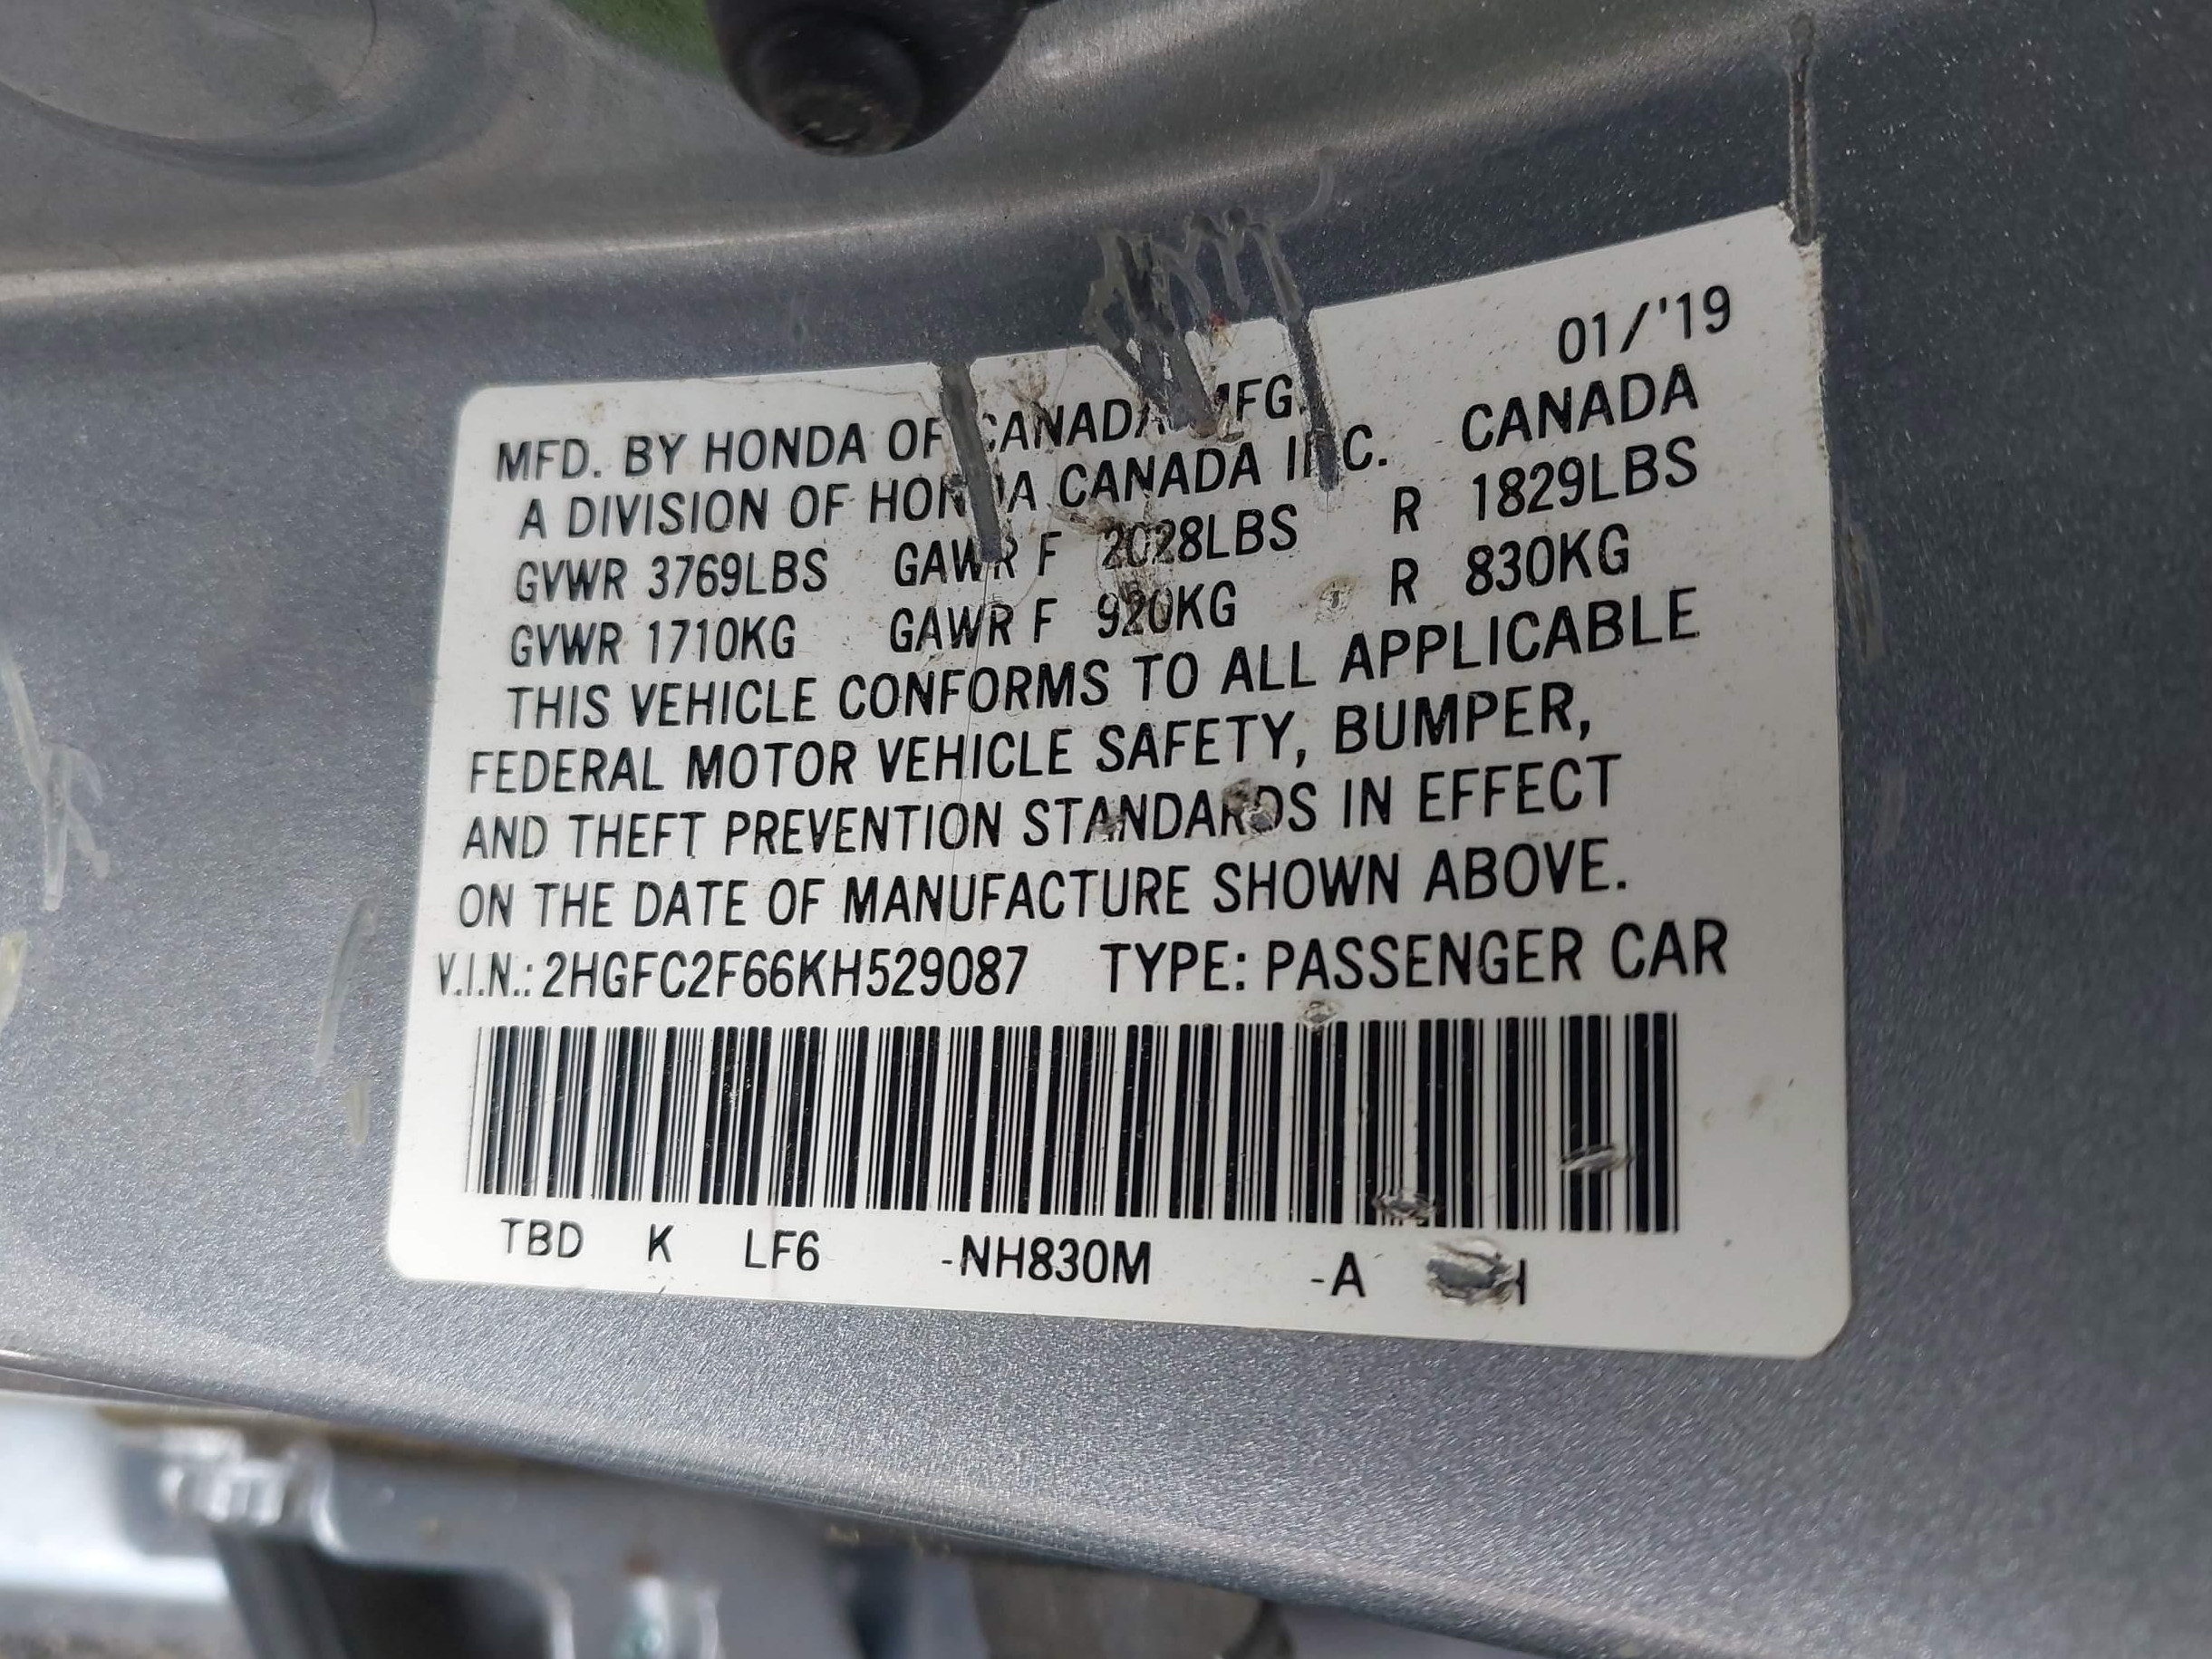 01/'19
MFD. BY HONDA OF CANADA MFG.
A DIVISION OF HONDA CANADA INC. CANADA
GVWR 3769LBS GAWR F 2028LBS R 1829LBS
GVWR 1710KG GAWR F 920KG R 830KG
THIS VEHICLE CONFORMS TO ALL APPLICABLE
FEDERAL MOTOR VEHICLE SAFETY, BUMPER,
AND THEFT PREVENTION STANDARDS IN EFFECT
ON THE DATE OF MANUFACTURE SHOWN ABOVE.
V.I.N.: 2HGFC2F66KH529087 TYPE: PASSENGER CAR
TBD K LF6 -NH830M -A